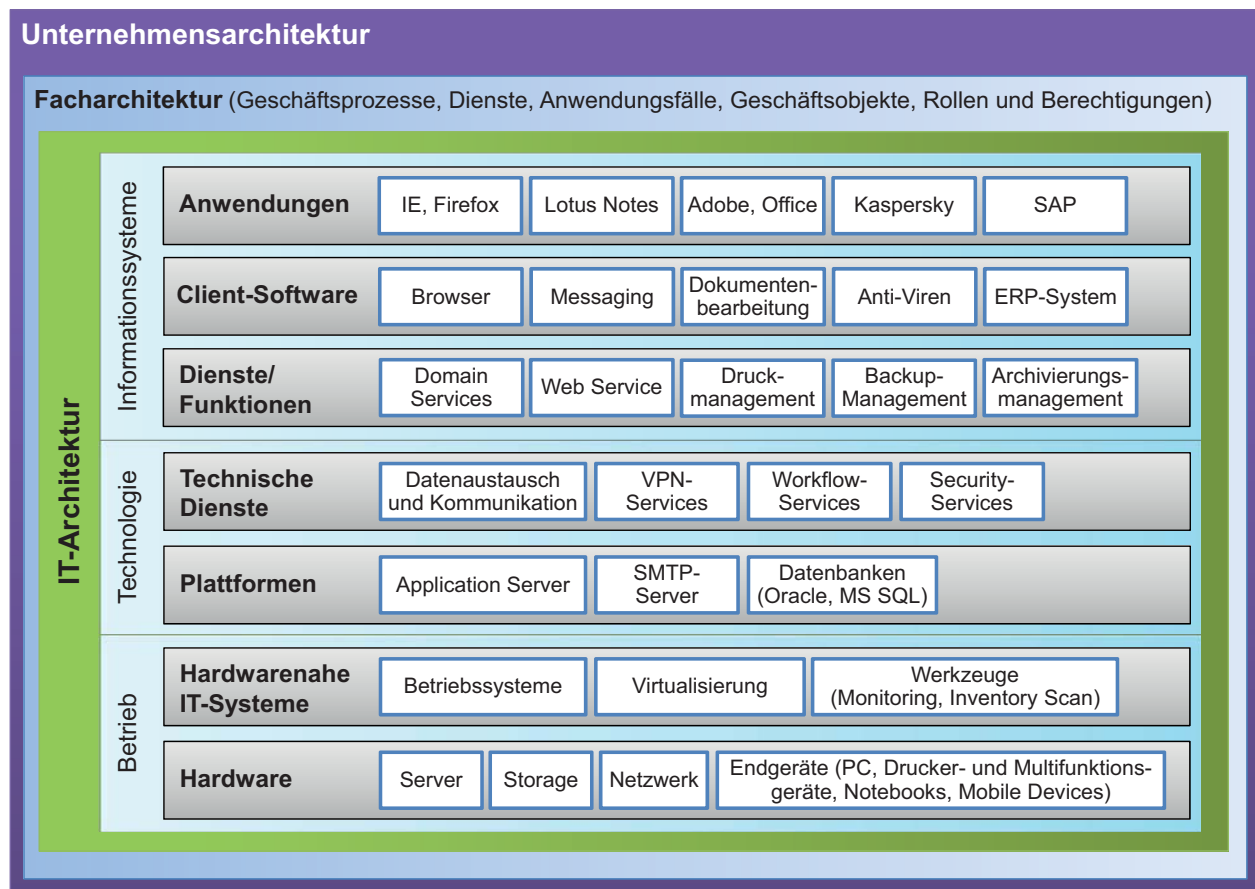 Unternehmensarchitektur
Facharchitektur (Geschäftsprozesse, Dienste, Anwendungsfälle, Geschäftsobjekte, Rollen und Berechtigungen)
IT-Architektur
Informationssysteme
Anwendungen
IE, Firefox
Lotus Notes
Adobe, Office
Kaspersky
SAP
Client-Software
Browser
Messaging
Dokumenten-
bearbeitung
Anti-Viren
ERP-System
Dienste/
Funktionen
Domain
Services
Web Service
Druck-
management
Backup-
Management
Archivierungs-
management
Technologie
Technische
Dienste
Datenaustausch
und Kommunikation
VPN-
Services
Workflow-
Services
Security-
Services
Plattformen
Application Server
SMTP-
Server
Datenbanken
(Oracle, MS SQL)
Betrieb
Hardwarenahe
IT-Systeme
Betriebssysteme
Virtualisierung
Werkzeuge
(Monitoring, Inventory Scan)
Hardware
Server
Storage
Netzwerk
Endgeräte (PC, Drucker- und Multifunktions-
geräte, Notebooks, Mobile Devices)